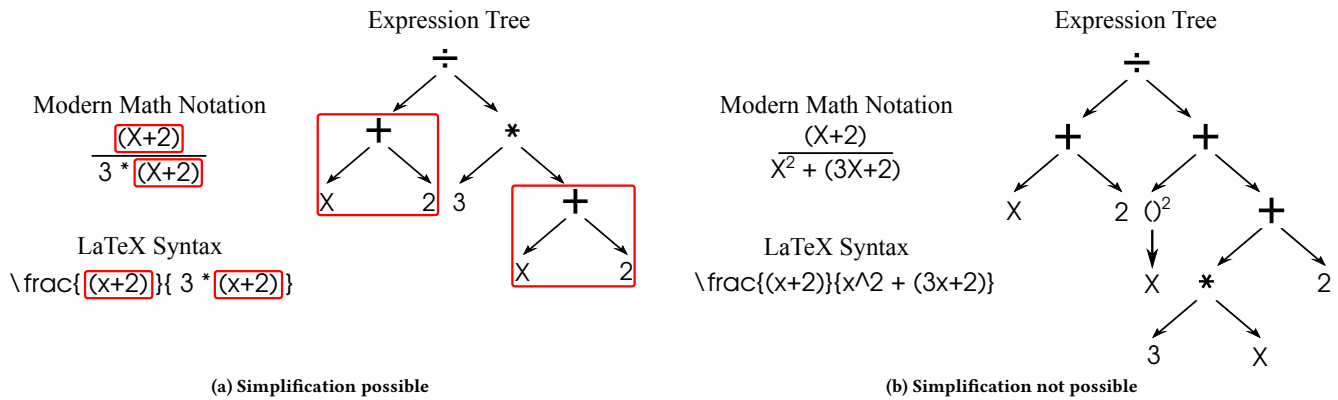 Expression Tree
÷
Modern Math Notation
(X+2)
3 * (X+2)
+
*
X
2
3
+
X
2
LaTeX Syntax
\frac{ (x+2) }{ 3 * (x+2) }
(a) Simplification possible
Expression Tree
÷
Modern Math Notation
(X+2)
X² + (3X+2)
+
+
X
2
()²
+
LaTeX Syntax
\frac{(x+2)}{x^2 + (3x+2)}
X
*
2
3
X
(b) Simplification not possible